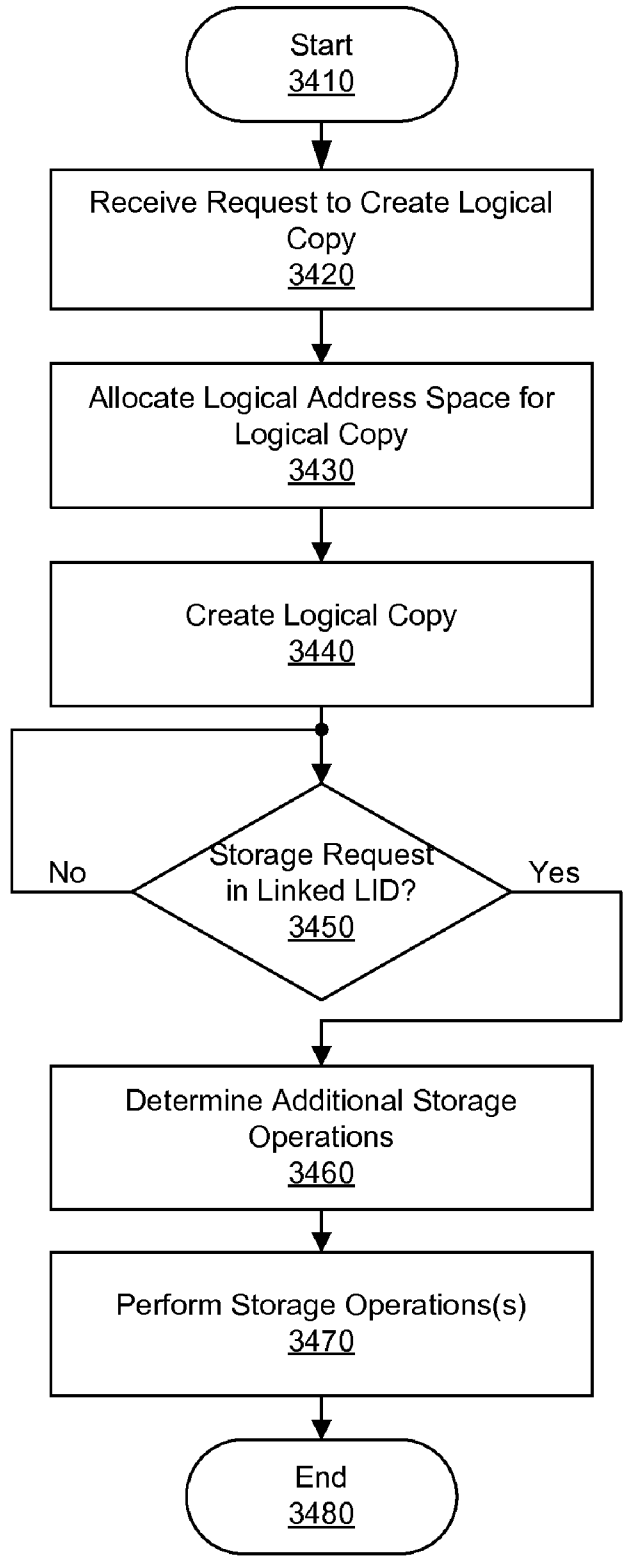 Start
3410
Receive Request to Create Logical
Copy
3420
Allocate Logical Address Space for
Logical Copy
3430
Create Logical Copy
3440
Storage Request
in Linked LID?
3450
No
Yes
Determine Additional Storage
Operations
3460
Perform Storage Operations(s)
3470
End
3480